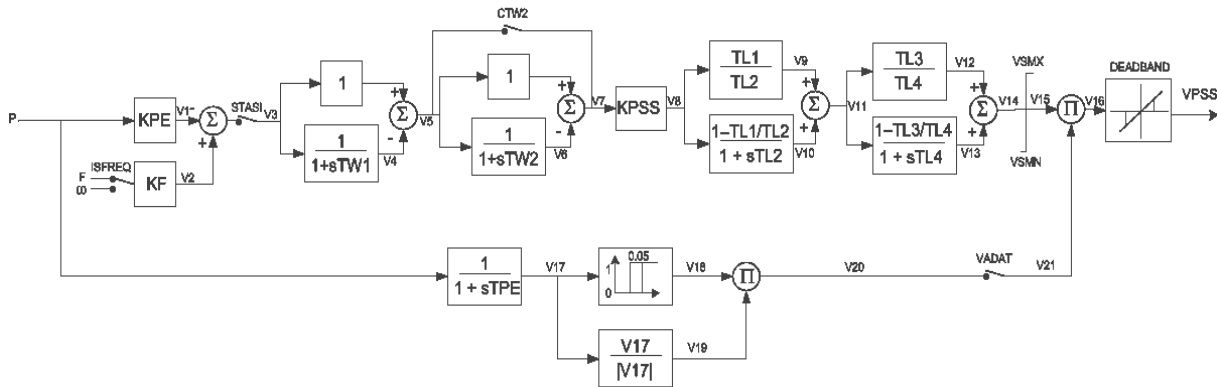 CTW2
DEADBAND
VPSS
TL1
TL2
V9
TL3
TL4
V12
VSMX
1
1
P
KPE
V1
-
Σ
STASI
V3
+
Σ
V5
+
Σ
V7
KPSS
V8
+
Σ
V11
+
Σ
V14
V15
Π
V16
+
-
1
1+sTW1
V4
-
1
1+sTW2
V6
1–TL1/TL2
1 + sTL2
V10
+
1–TL3/TL4
1 + sTL4
V13
+
VSMN
ISFREQ
F
KF
V2
1
1 + sTPE
V17
1
0
0.05
V18
Π
V20
VADAT
V21
V17
|V17|
V19